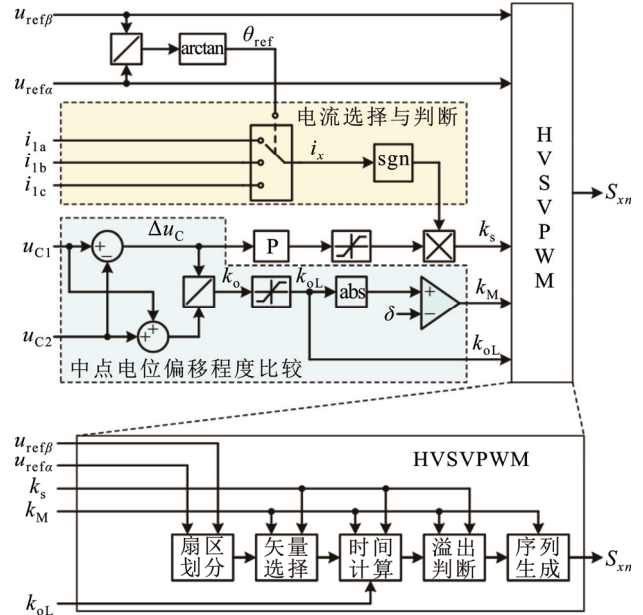 u_refβ
θ_ref
arctan
u_refα
电流选择与判断
i_1a
i_1b
i_1c
i_x
sgn
HVSVPWM
S_xn
Δu_C
u_C1
+
−
P
k_s
k_o
k_oL
abs
+
−
δ
k_M
u_C2
+
+
k_oL
中点电位偏移程度比较
HVSVPWM
u_refβ
u_refα
k_s
k_M
扇区划分
矢量选择
时间计算
溢出判断
序列生成
S_xn
k_oL